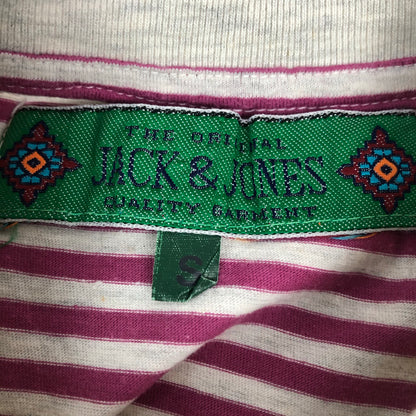 THE ORIGINAL
JACK & JONES
QUALITY GARMENT
S